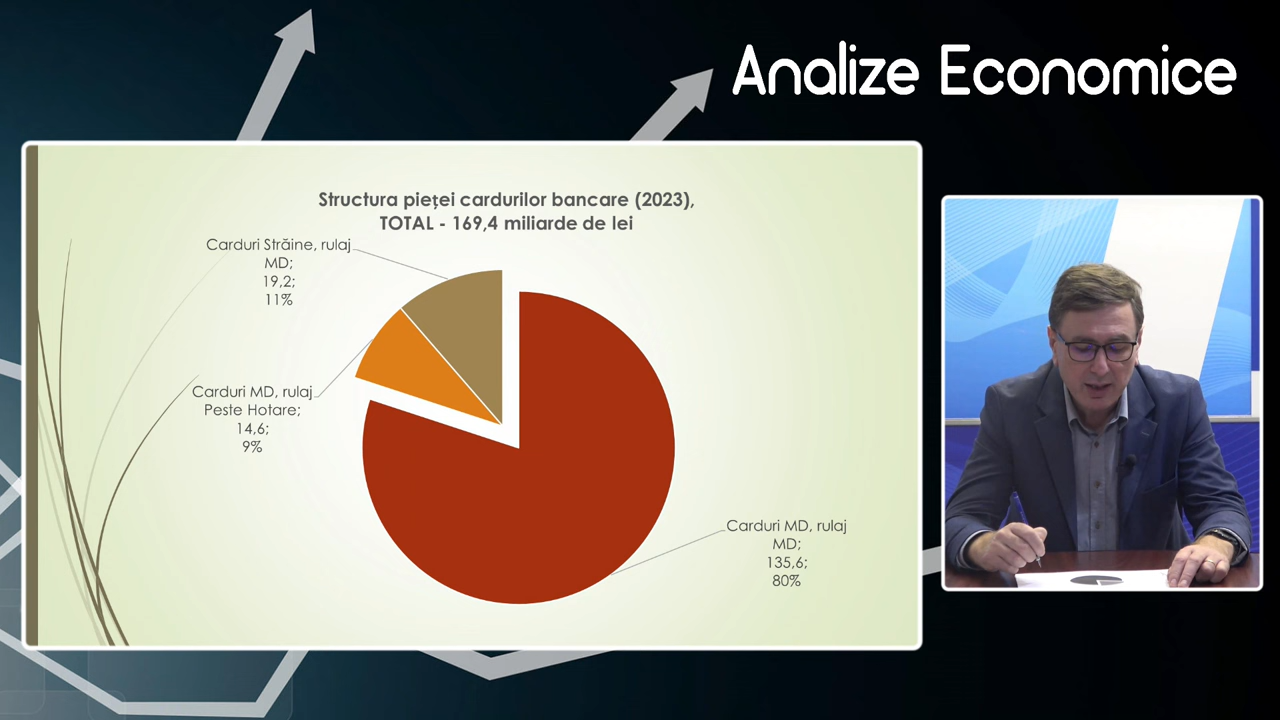 Analize Economice
Structura pieței cardurilor bancare (2023),
TOTAL - 169,4 miliarde de lei
Carduri Străine, rulaj
MD;
19,2;
11%
Carduri MD, rulaj
Peste Hotare;
14,6;
9%
Carduri MD, rulaj
MD;
135,6;
80%